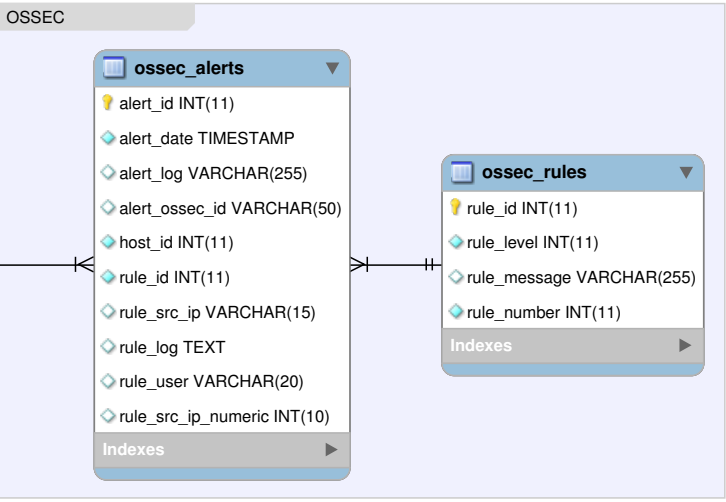 OSSEC
ossec_alerts
alert_id INT(11)
alert_date TIMESTAMP
alert_log VARCHAR(255)
alert_ossec_id VARCHAR(50)
host_id INT(11)
rule_id INT(11)
rule_src_ip VARCHAR(15)
rule_log TEXT
rule_user VARCHAR(20)
rule_src_ip_numeric INT(10)
Indexes
ossec_rules
rule_id INT(11)
rule_level INT(11)
rule_message VARCHAR(255)
rule_number INT(11)
Indexes